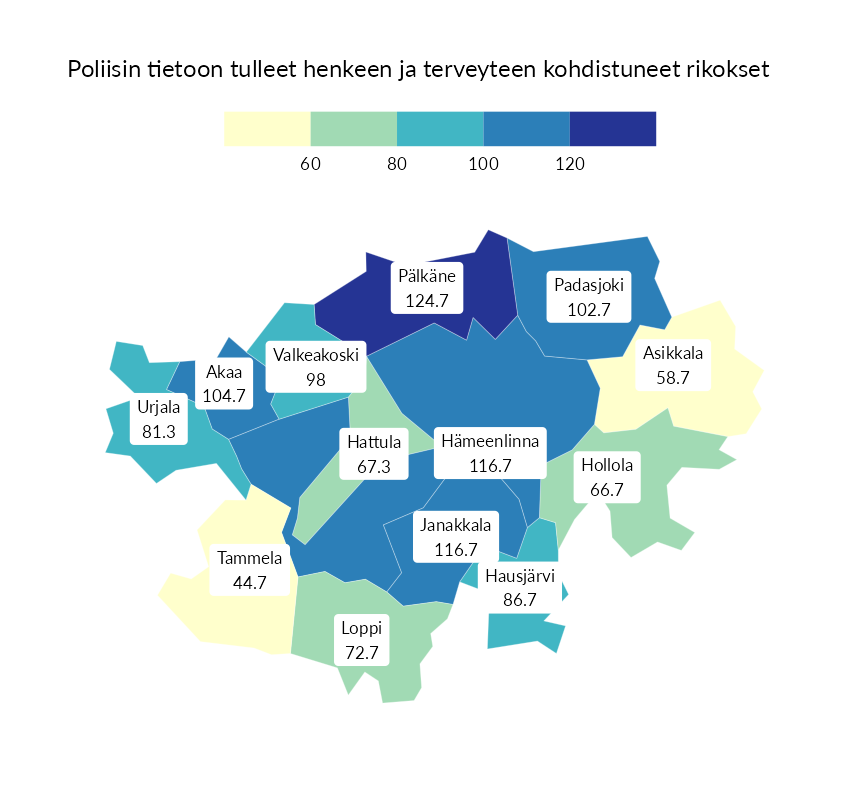 Poliisin tietoon tulleet henkeen ja terveyteen kohdistuneet rikokset
60 80 100 120
Pälkäne
124.7
Padasjoki
102.7
Valkeakoski
98
Asikkala
58.7
Akaa
104.7
Urjala
81.3
Hattula
67.3
Hämeenlinna
116.7
Hollola
66.7
Janakkala
116.7
Tammela
44.7
Hausjärvi
86.7
Loppi
72.7